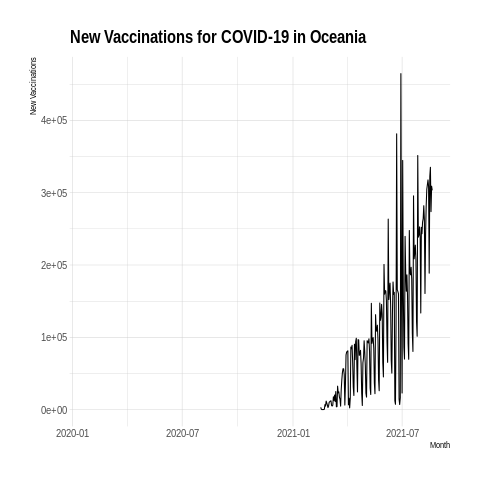 New Vaccinations for COVID-19 in Oceania
New Vaccinations
4e+05
3e+05
2e+05
1e+05
0e+00
2020-01 2020-07 2021-01 2021-07
Month